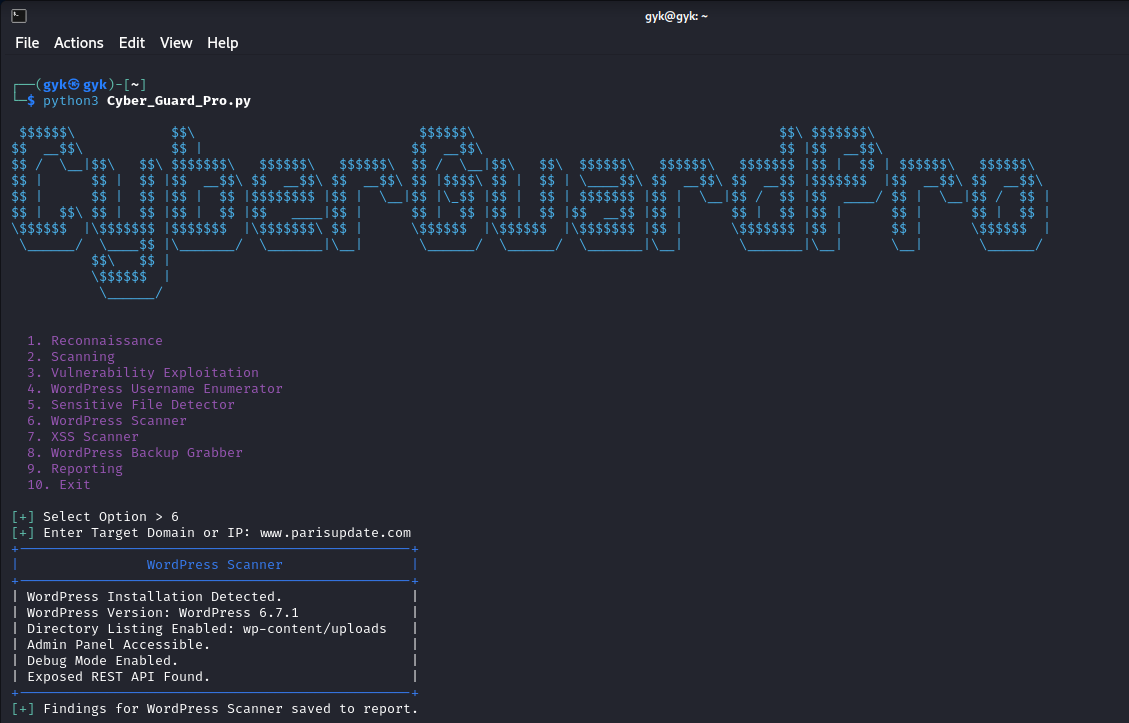 gyk@gyk: ~
File Actions Edit View Help
┌──(gyk㉿gyk)-[~]
└─$ python3 Cyber_Guard_Pro.py
CyberGuardPro
1. Reconnaissance
2. Scanning
3. Vulnerability Exploitation
4. WordPress Username Enumerator
5. Sensitive File Detector
6. WordPress Scanner
7. XSS Scanner
8. WordPress Backup Grabber
9. Reporting
10. Exit
[+] Select Option > 6
[+] Enter Target Domain or IP: www.parisupdate.com
WordPress Scanner
WordPress Installation Detected.
WordPress Version: WordPress 6.7.1
Directory Listing Enabled: wp-content/uploads
Admin Panel Accessible.
Debug Mode Enabled.
Exposed REST API Found.
[+] Findings for WordPress Scanner saved to report.